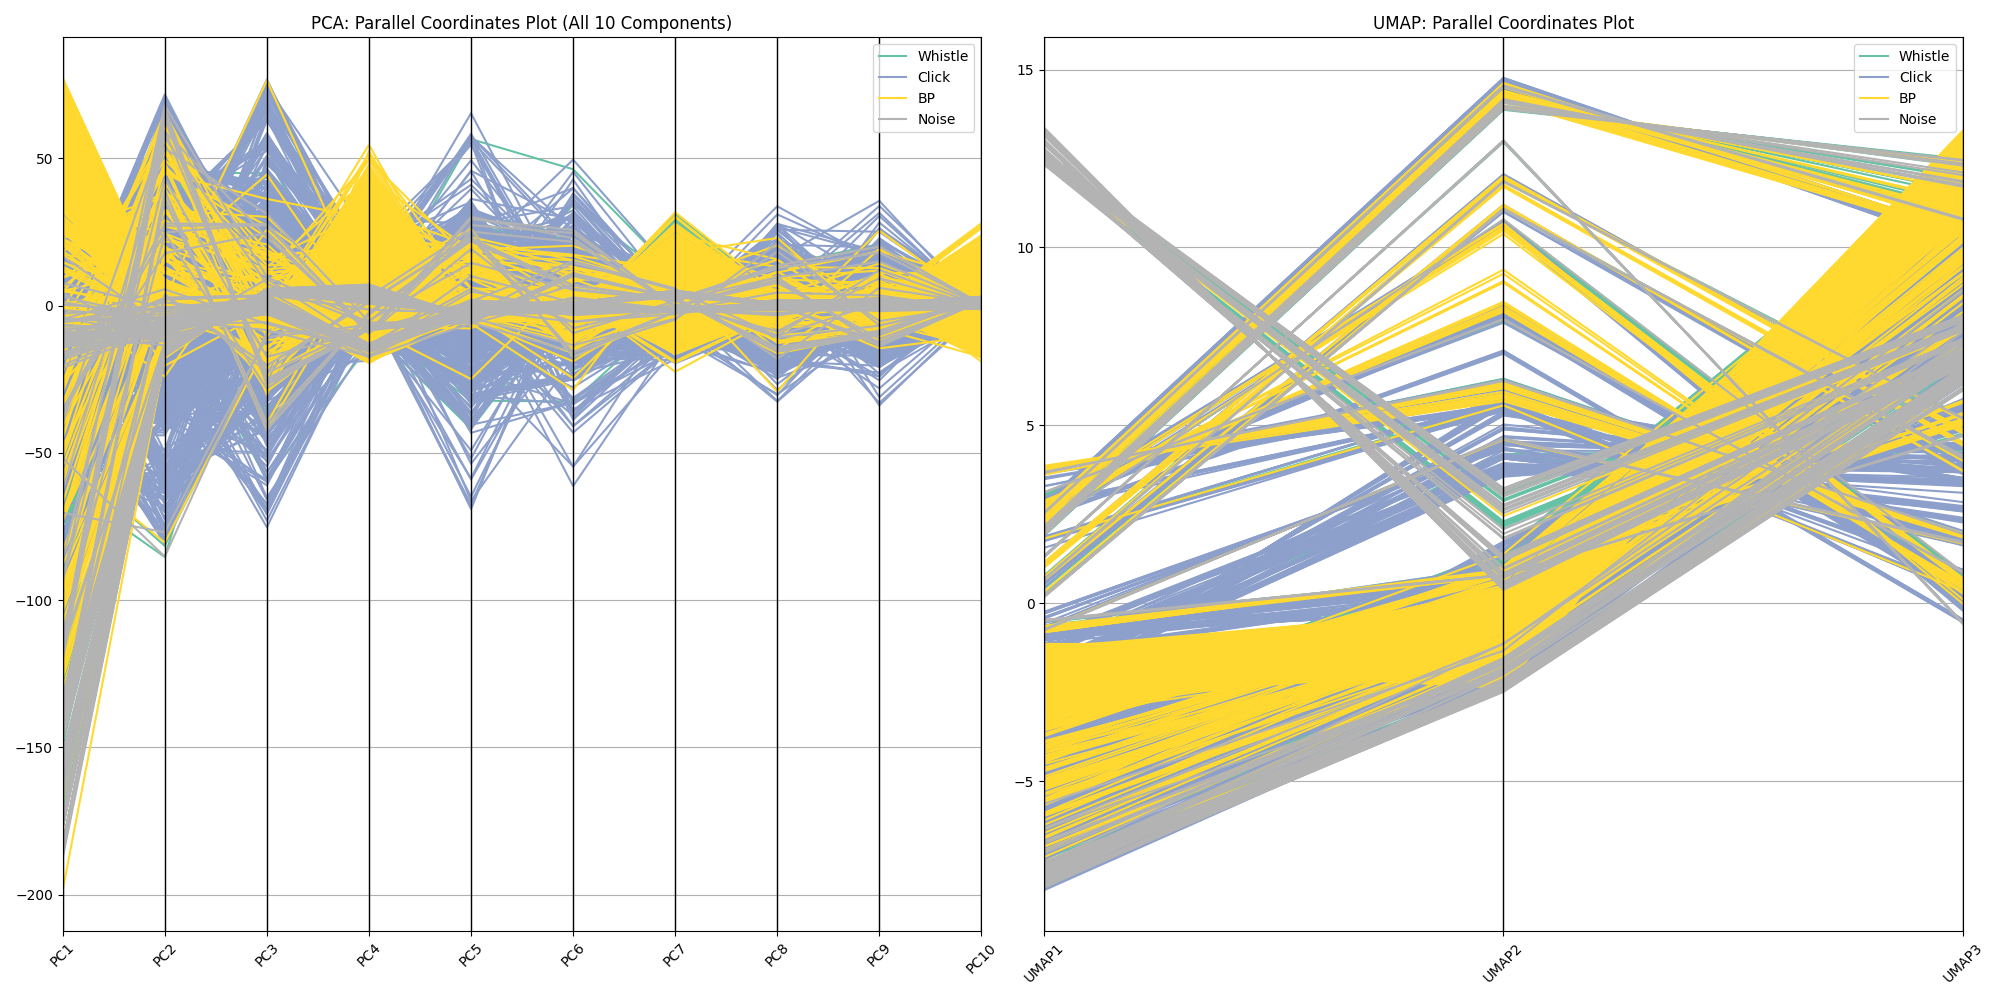 PCA: Parallel Coordinates Plot (All 10 Components)
Whistle
Click
BP
Noise
50
0
−50
−100
−150
−200
PC1
PC2
PC3
PC4
PC5
PC6
PC7
PC8
PC9
PC10
UMAP: Parallel Coordinates Plot
Whistle
Click
BP
Noise
15
10
5
0
−5
UMAP1
UMAP2
UMAP3